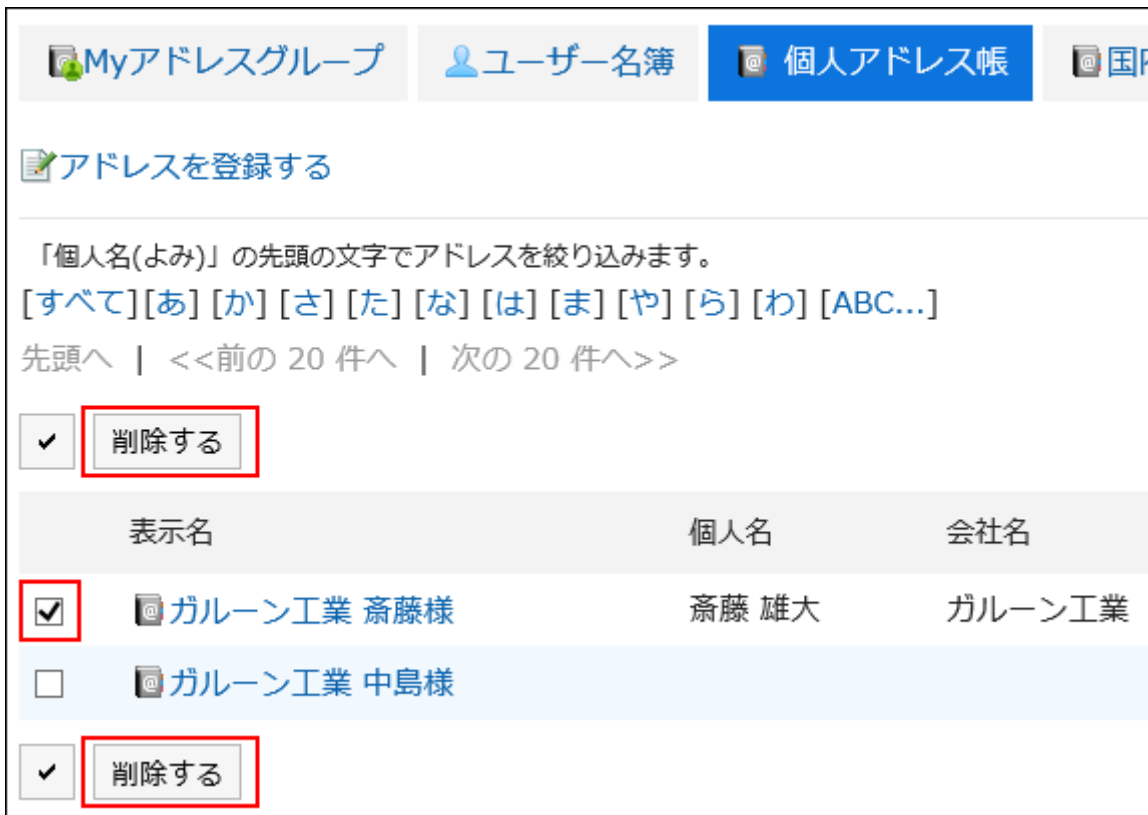 Myアドレスグループ ユーザー名簿 個人アドレス帳 国
アドレスを登録する
「個人名(よみ)」の先頭の文字でアドレスを絞り込みます。
[すべて][あ] [か] [さ] [た] [な] [は] [ま] [や] [ら] [わ] [ABC...]
先頭へ | <<前の 20 件へ | 次の 20 件へ>>
削除する
表示名 個人名 会社名
ガルーン工業 斎藤様 斎藤 雄大 ガルーン工業
ガルーン工業 中島様
削除する